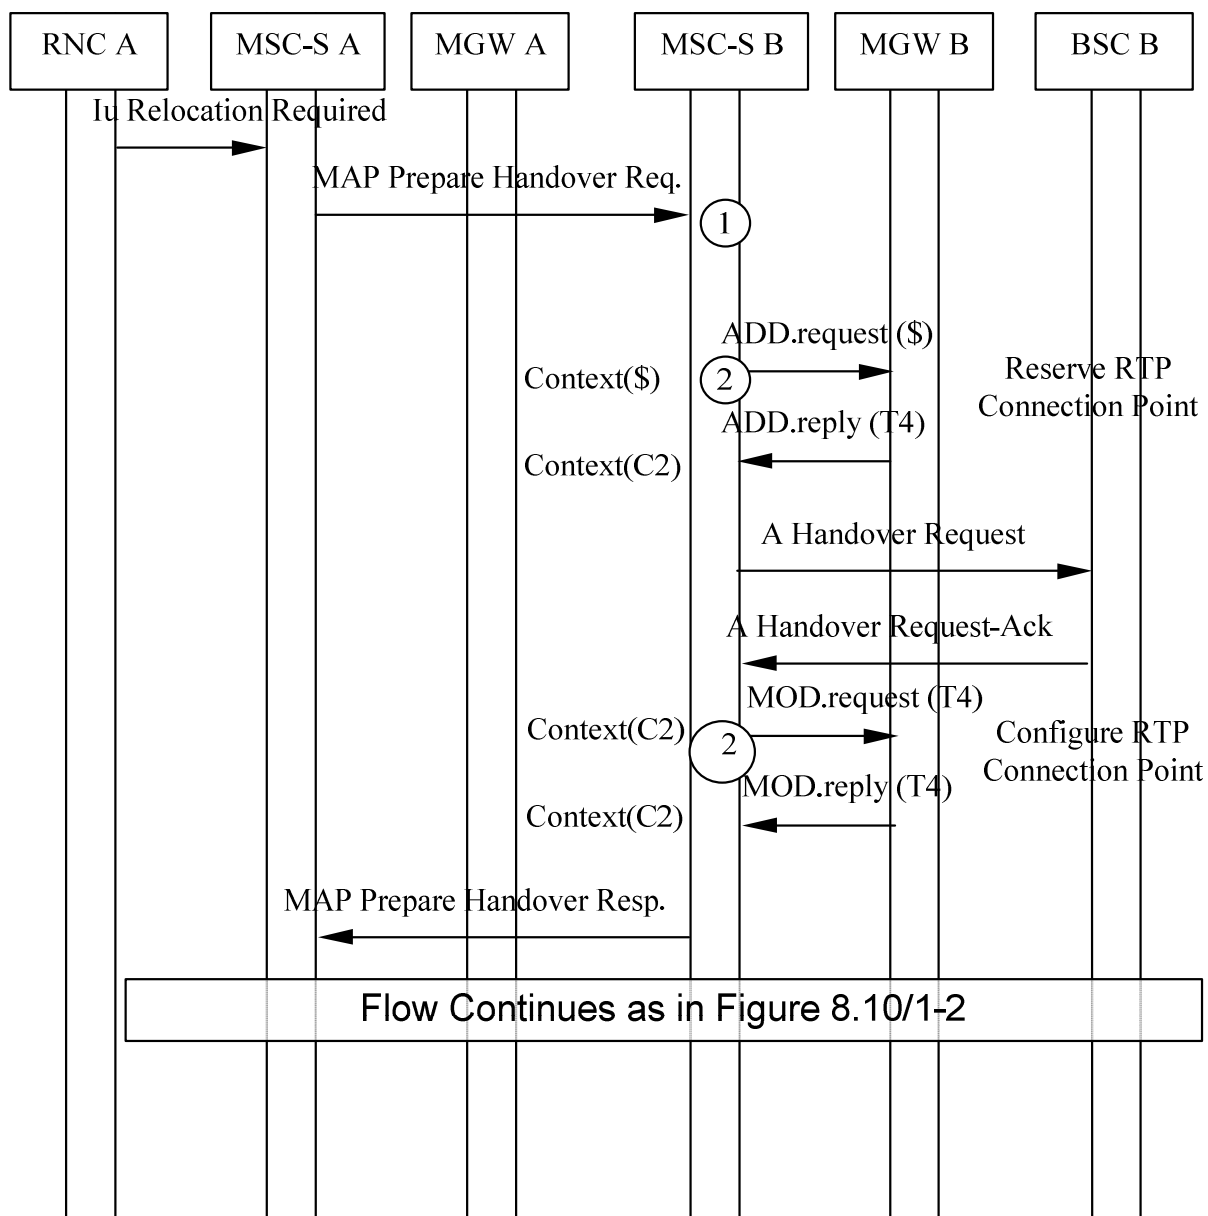 RNC A
MSC-S A
MGW A
MSC-S B
MGW B
BSC B
Iu Relocation Required
MAP Prepare Handover Req.
1
ADD.request ($)
Context($)
2
Reserve RTP
Connection Point
ADD.reply (T4)
Context(C2)
A Handover Request
A Handover Request-Ack
MOD.request (T4)
Context(C2)
2
Configure RTP
Connection Point
MOD.reply (T4)
Context(C2)
MAP Prepare Handover Resp.
Flow Continues as in Figure 8.10/1-2